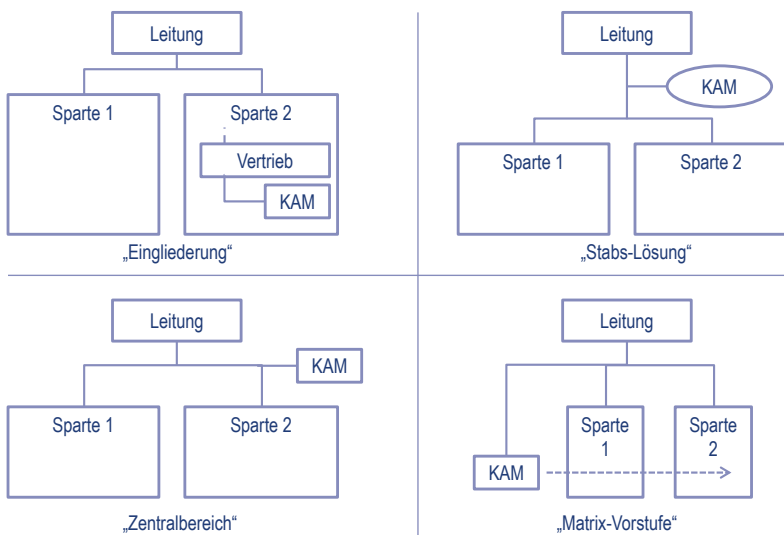 Leitung
Sparte 1
Sparte 2
Vertrieb
KAM
„Eingliederung“
Leitung
KAM
Sparte 1
Sparte 2
„Stabs-Lösung“
Leitung
KAM
Sparte 1
Sparte 2
„Zentralbereich“
Leitung
Sparte
1
Sparte
2
KAM
„Matrix-Vorstufe“